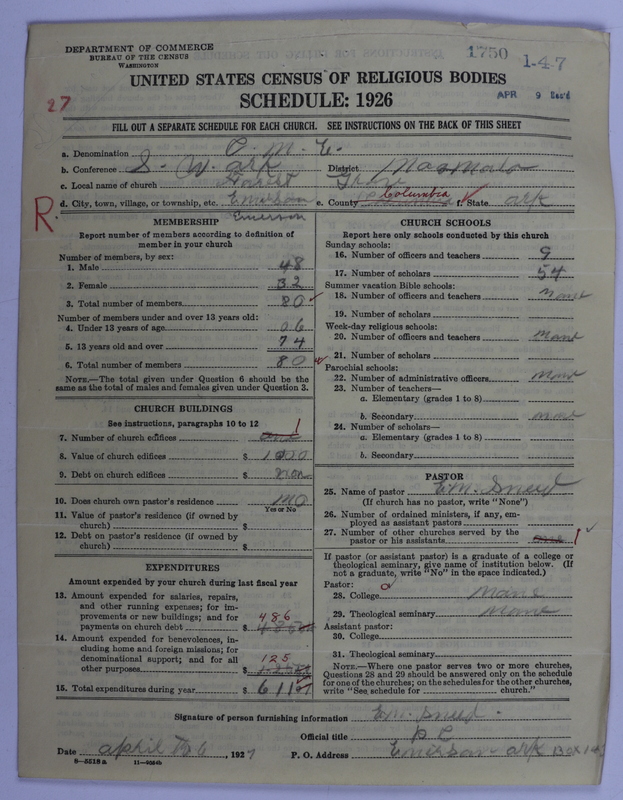 DEPARTMENT OF COMMERCE
BUREAU OF THE CENSUS
WASHINGTON
1750 1-4-7
UNITED STATES CENSUS OF RELIGIOUS BODIES
SCHEDULE: 1926
APR 9 Rec'd
27
FILL OUT A SEPARATE SCHEDULE FOR EACH CHURCH. SEE INSTRUCTIONS ON THE BACK OF THIS SHEET
a. Denomination C. M. E.
b. Conference S. W. Ark District Magnolia
c. Local name of church
d. City, town, village, or township, etc. Emerson e. County Columbia f. State Ark
Emerson
R
MEMBERSHIP
Report number of members according to definition of
member in your church
Number of members, by sex:
1. Male 48
2. Female 32
3. Total number of members 80
Number of members under and over 13 years old:
4. Under 13 years of age 06
5. 13 years old and over 74
6. Total number of members 80
NOTE.—The total given under Question 6 should be
the same as the total of males and females given under Question 3.
CHURCH BUILDINGS
See instructions, paragraphs 10 to 12
7. Number of church edifices one 1
8. Value of church edifices $ 1000
9. Debt on church edifices $ non
10. Does church own pastor's residence no
Yes or No
11. Value of pastor's residence (if owned by
church) $
12. Debt on pastor's residence (if owned by
church) $
EXPENDITURES
Amount expended by your church during last fiscal year
13. Amount expended for salaries, repairs,
and other running expenses; for im-
provements or new buildings; and for
payments on church debt $ 486
14. Amount expended for benevolences, in-
cluding home and foreign missions; for
denominational support; and for all
other purposes $ 125
15. Total expenditures during year $ 611
CHURCH SCHOOLS
Report here only schools conducted by this church
Sunday schools:
16. Number of officers and teachers 9
17. Number of scholars 54
Summer vacation Bible schools:
18. Number of officers and teachers None
19. Number of scholars
Week-day religious schools:
20. Number of officers and teachers None
21. Number of scholars
Parochial schools:
22. Number of administrative officers None
23. Number of teachers—
a. Elementary (grades 1 to 8)
b. Secondary None
24. Number of scholars—
a. Elementary (grades 1 to 8)
b. Secondary
PASTOR
25. Name of pastor E.M. Sneed
(If church has no pastor, write "None")
26. Number of ordained ministers, if any, em-
ployed as assistant pastors
27. Number of other churches served by the
pastor or his assistants one 1
If pastor (or assistant pastor) is a graduate of a college or
theological seminary, give name of institution below. (If
not a graduate, write "No" in the space indicated.)
Pastor:
28. College None
29. Theological seminary None
Assistant pastor:
30. College
31. Theological seminary
NOTE.—Where one pastor serves two or more churches,
Questions 28 and 29 should be answered only on the schedule
for one of the churches; on the schedules for the other churches,
write "See schedule for church."
Signature of person furnishing information E.M. Sneed
Official title P C
Date April , 1927 P. O. Address Emerson Ark
8—5518a 11—9054b